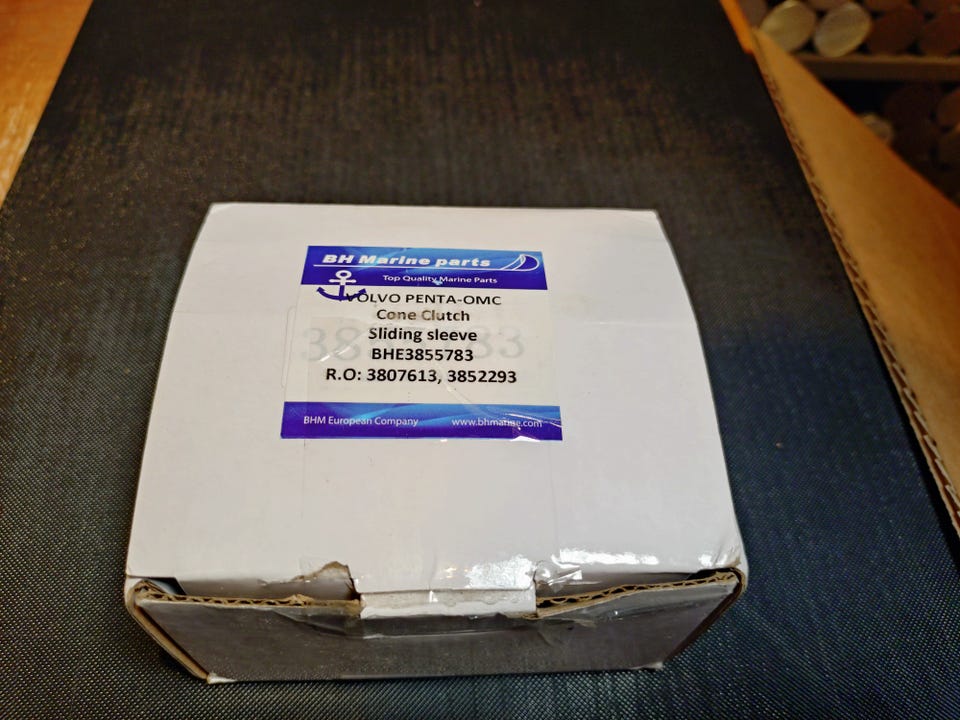 BH Marine parts
Top Quality Marine Parts
VOLVO PENTA-OMC
Cone Clutch
Sliding sleeve
3855783
BHE3855783
R.O: 3807613, 3852293
BHM European Company www.bhmarine.com